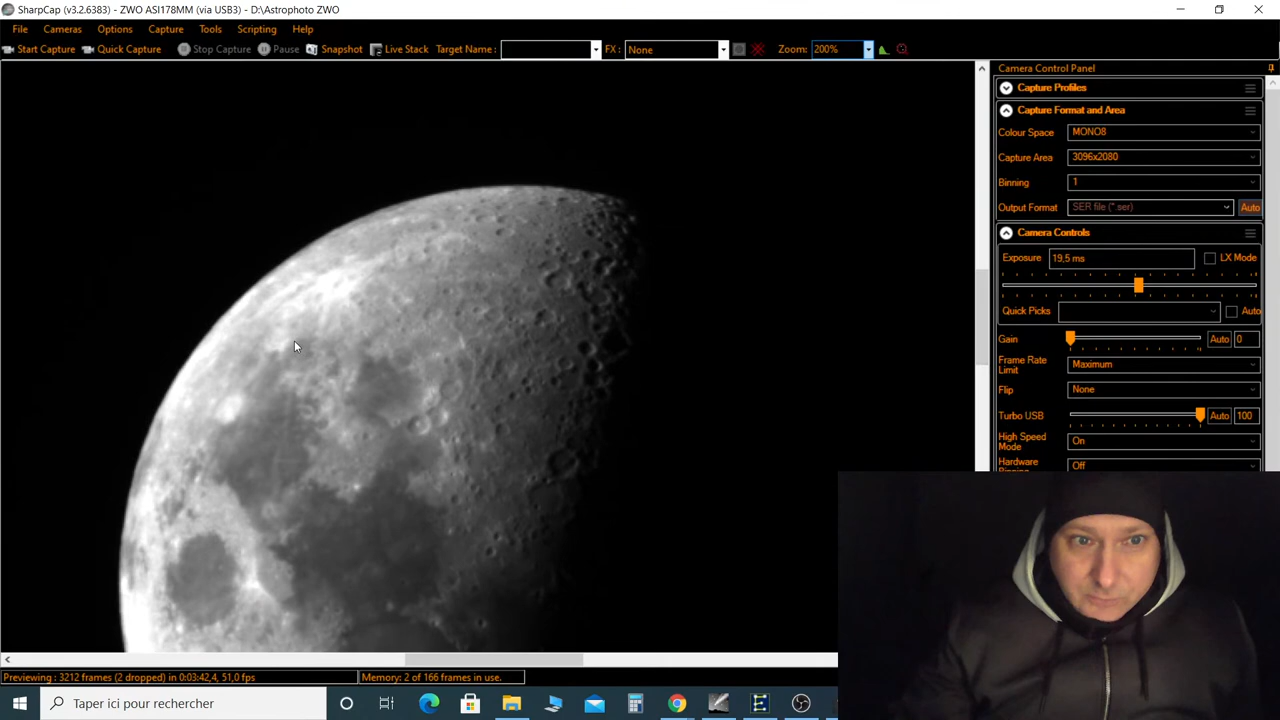 SharpCap (v3.2.6383) - ZWO ASI178MM (via USB3) - D:\Astrophoto ZWO
File Cameras Options Capture Tools Scripting Help
Start Capture Quick Capture Stop Capture Pause Snapshot Live Stack Target Name : FX : None Zoom: 200%
Camera Control Panel
Capture Profiles
Capture Format and Area
Colour Space MONO8
Capture Area 3096x2080
Binning 1
Output Format SER file (*.ser) Auto
Camera Controls
Exposure 19,5 ms LX Mode
Quick Picks Auto
Gain Auto 0
Frame Rate
Limit Maximum
Flip None
Turbo USB Auto 100
High Speed
Mode On
Hardware
Binning Off
Previewing : 3212 frames (2 dropped) in 0:03:42,4, 51,0 fps Memory: 2 of 166 frames in use.
Taper ici pour rechercher